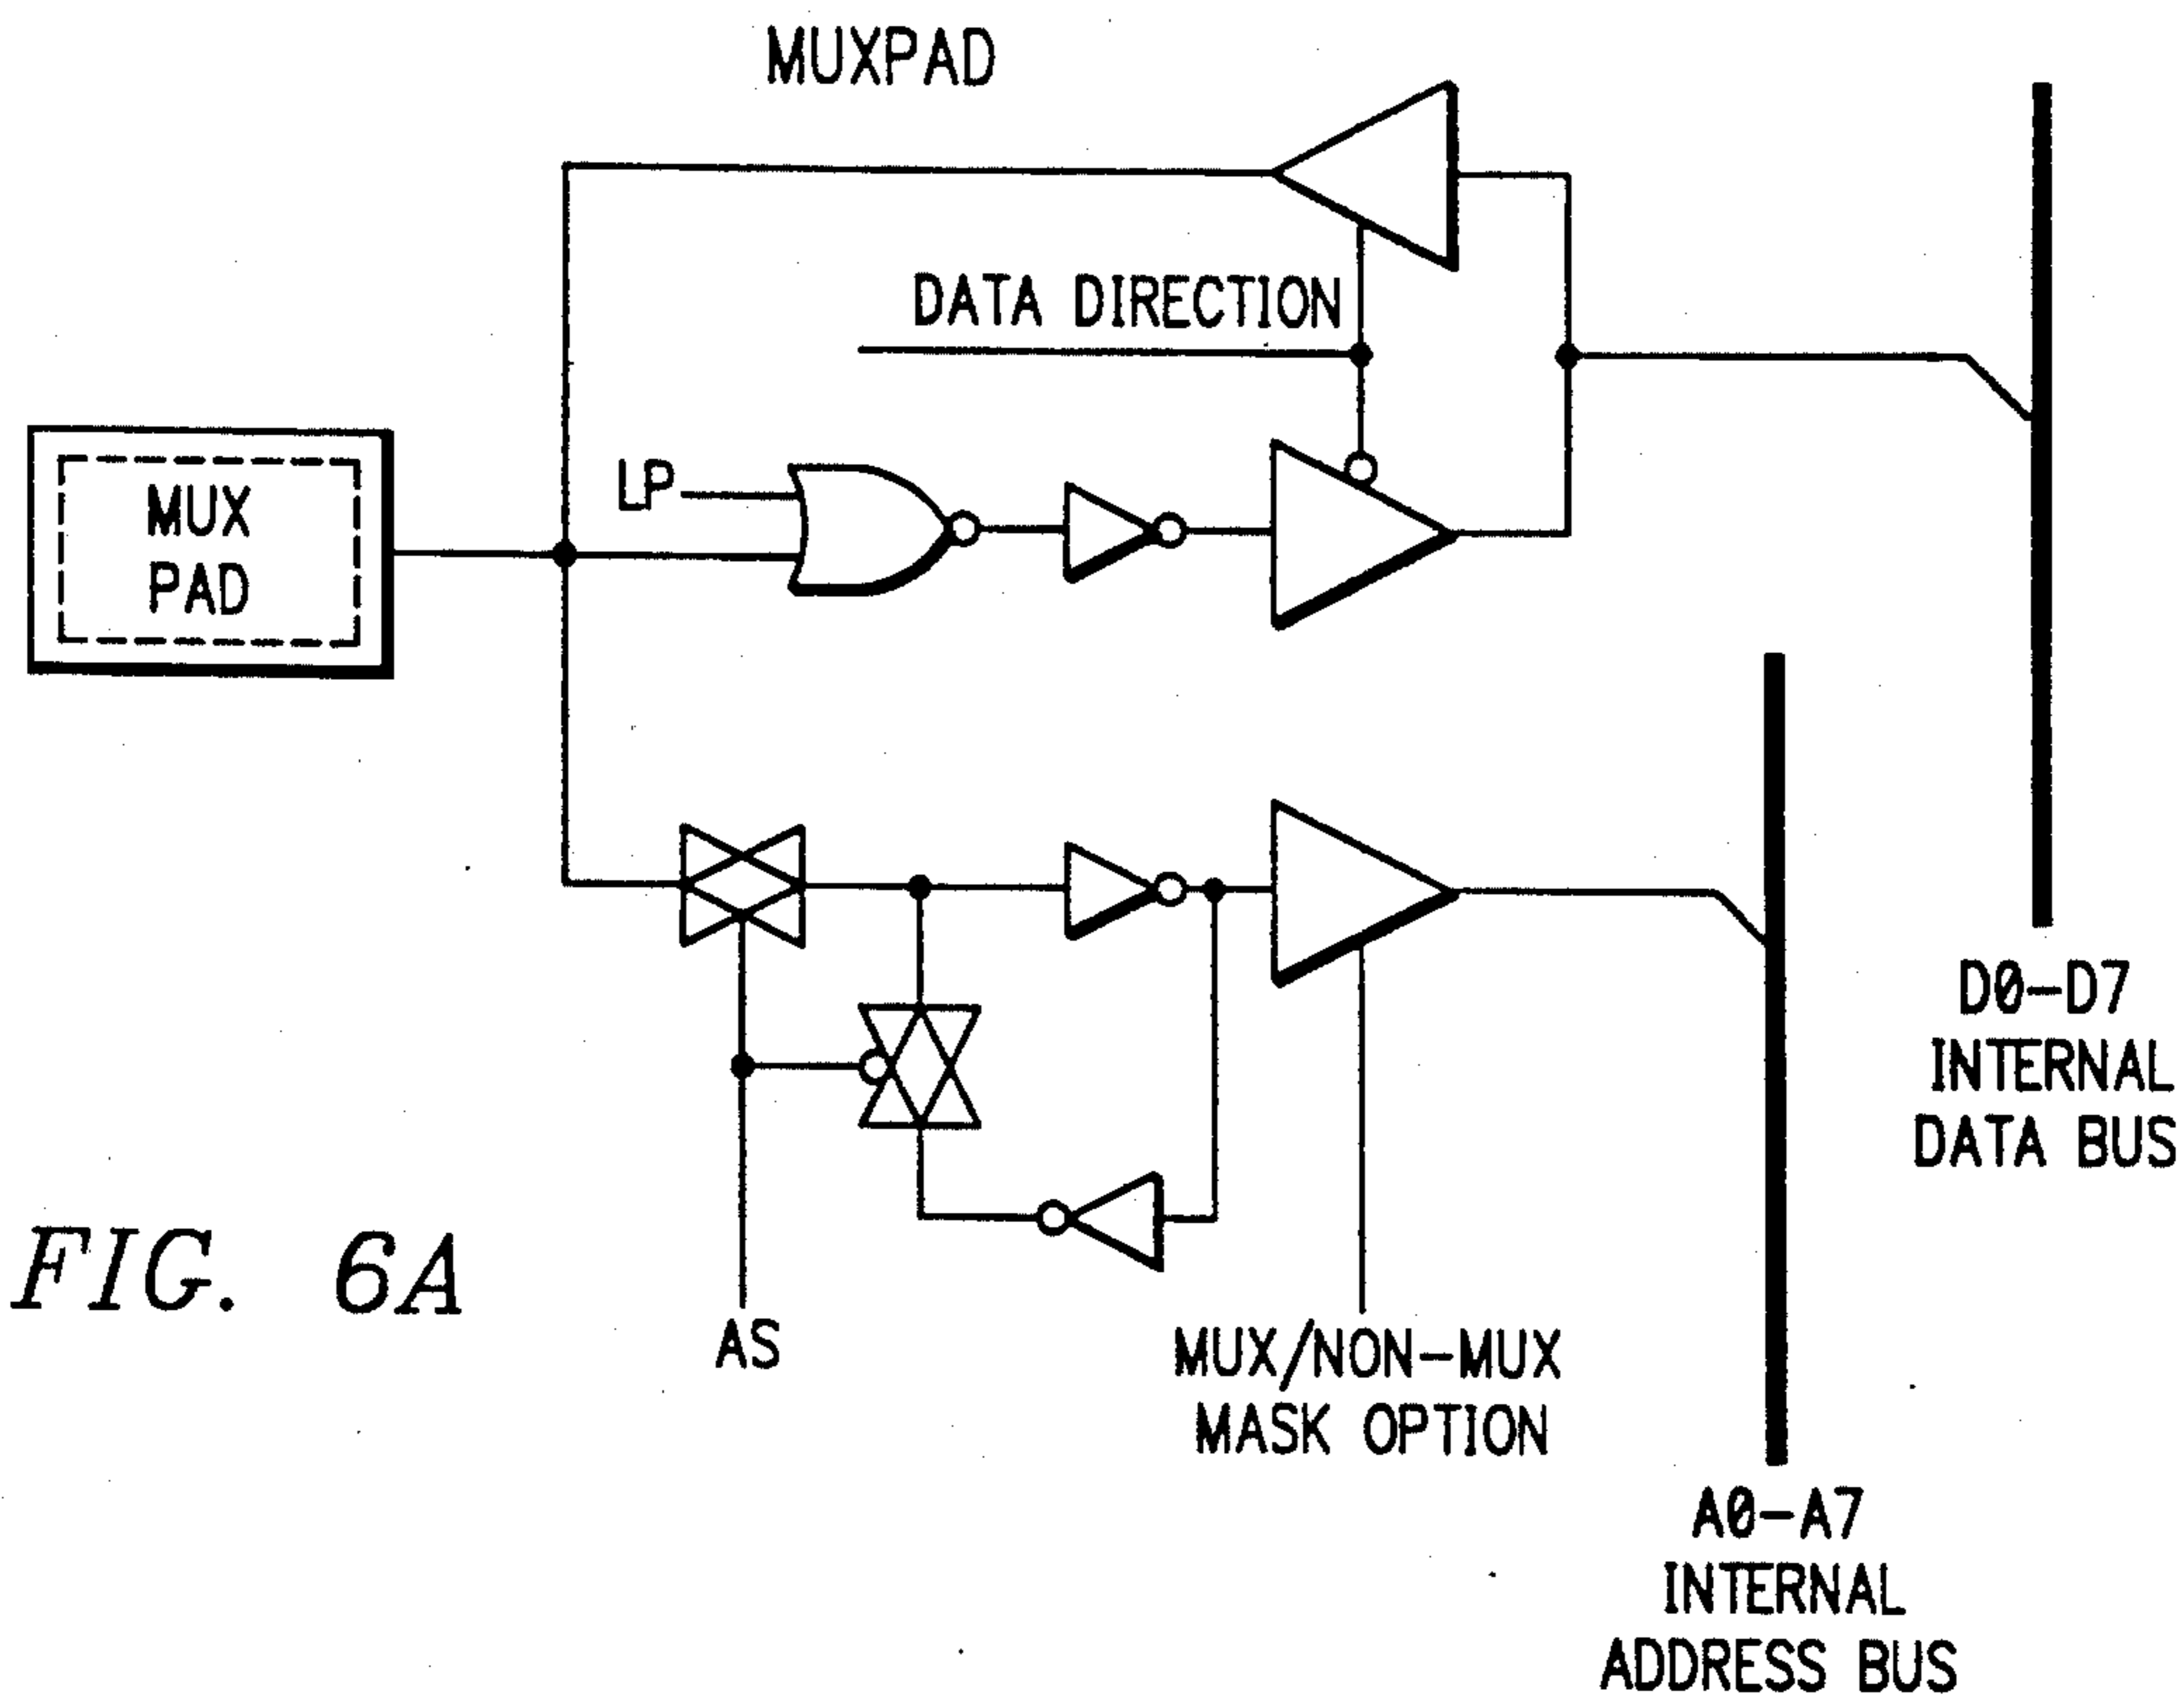 MUXPAD
DATA DIRECTION
LP
MUX
PAD
D0-D7
INTERNAL
DATA BUS
FIG. 6A
AS
MUX/NON-MUX
MASK OPTION
A0-A7
INTERNAL
ADDRESS BUS